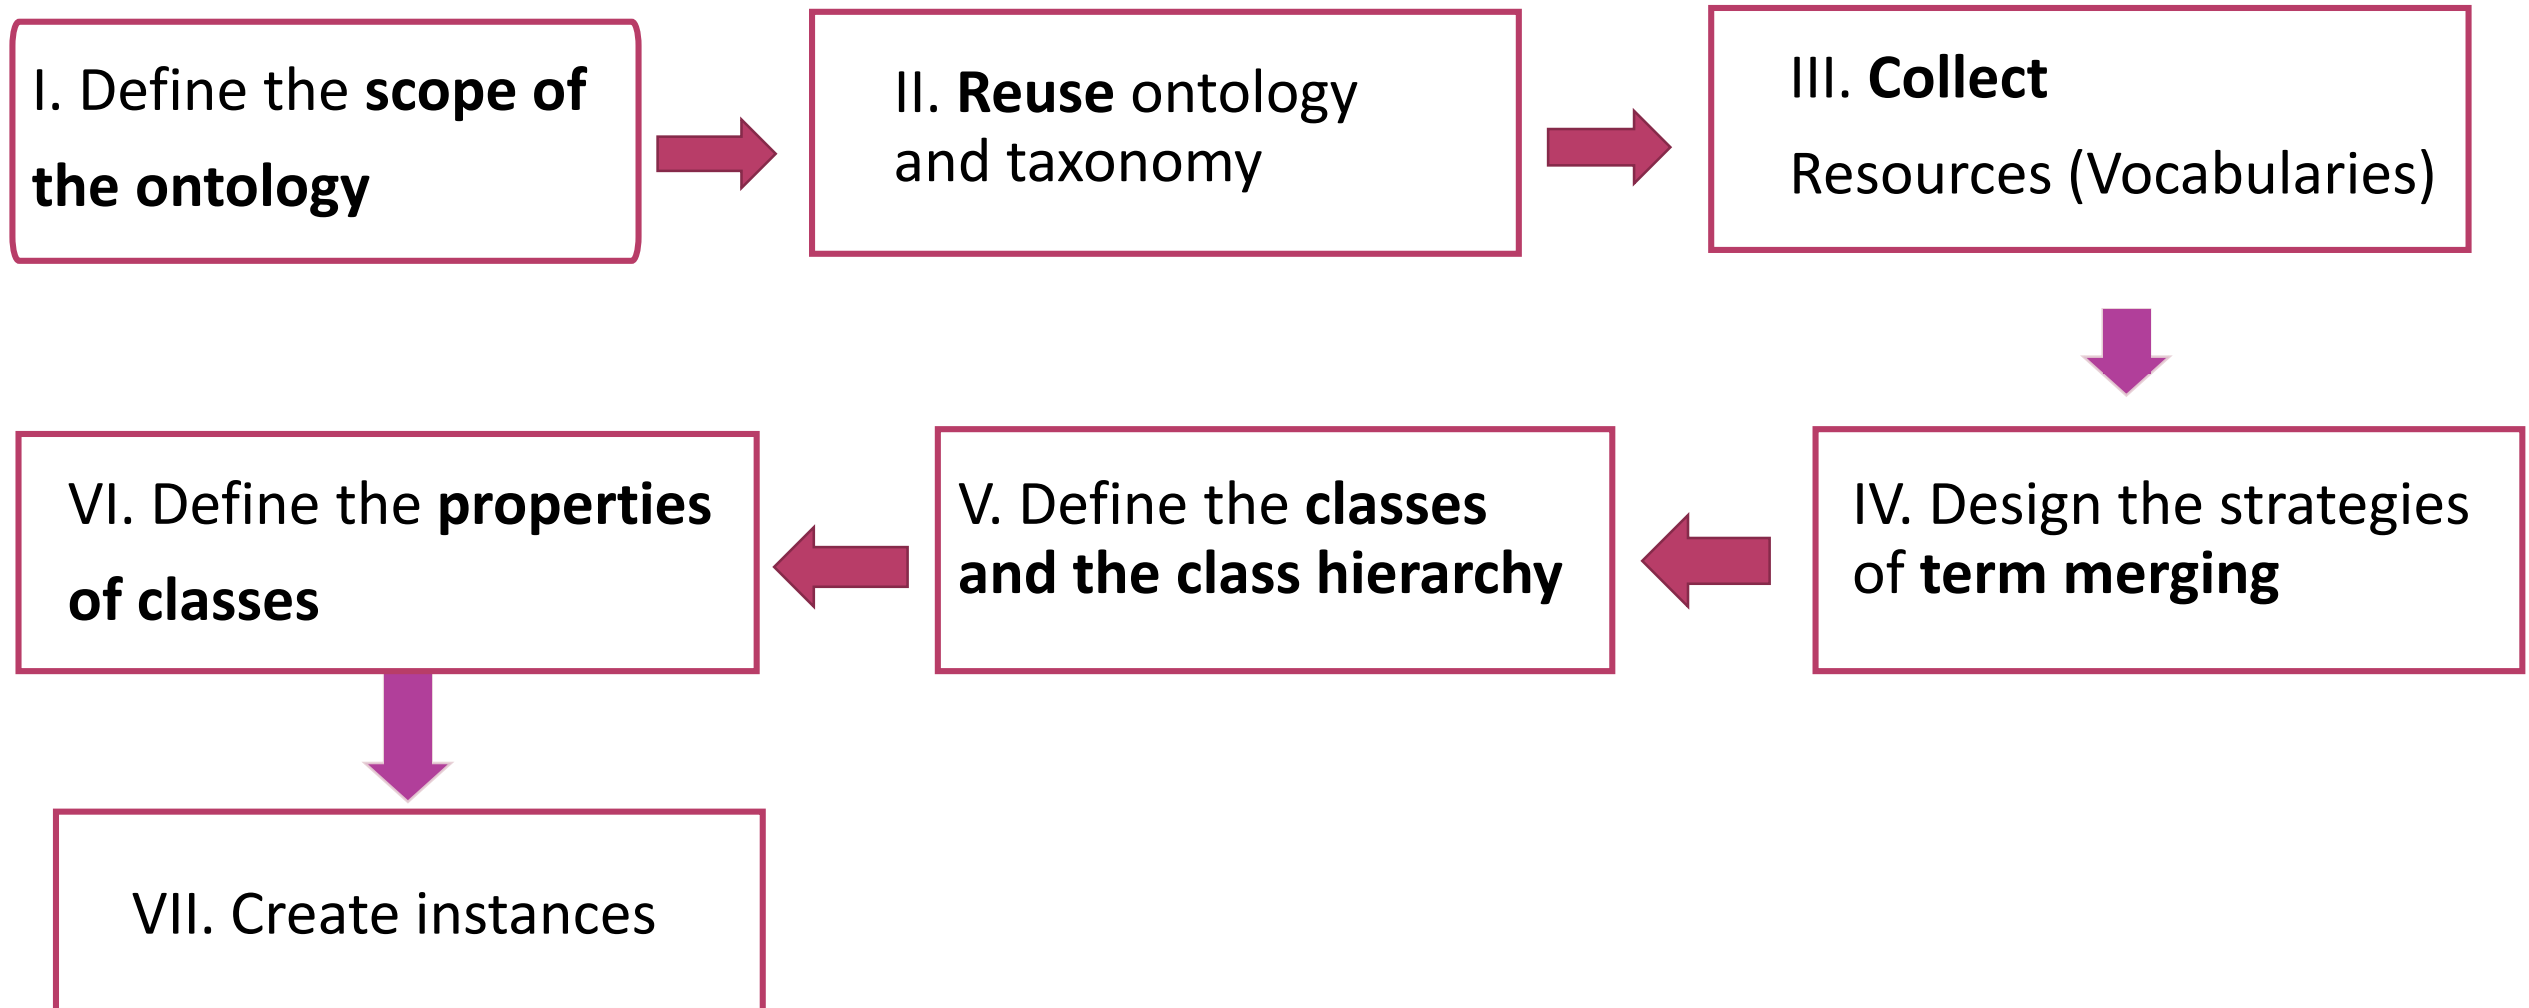 I. Define the scope of
the ontology
II. Reuse ontology
and taxonomy
III. Collect
Resources (Vocabularies)
IV. Design the strategies
of term merging
V. Define the classes
and the class hierarchy
VI. Define the properties
of classes
VII. Create instances